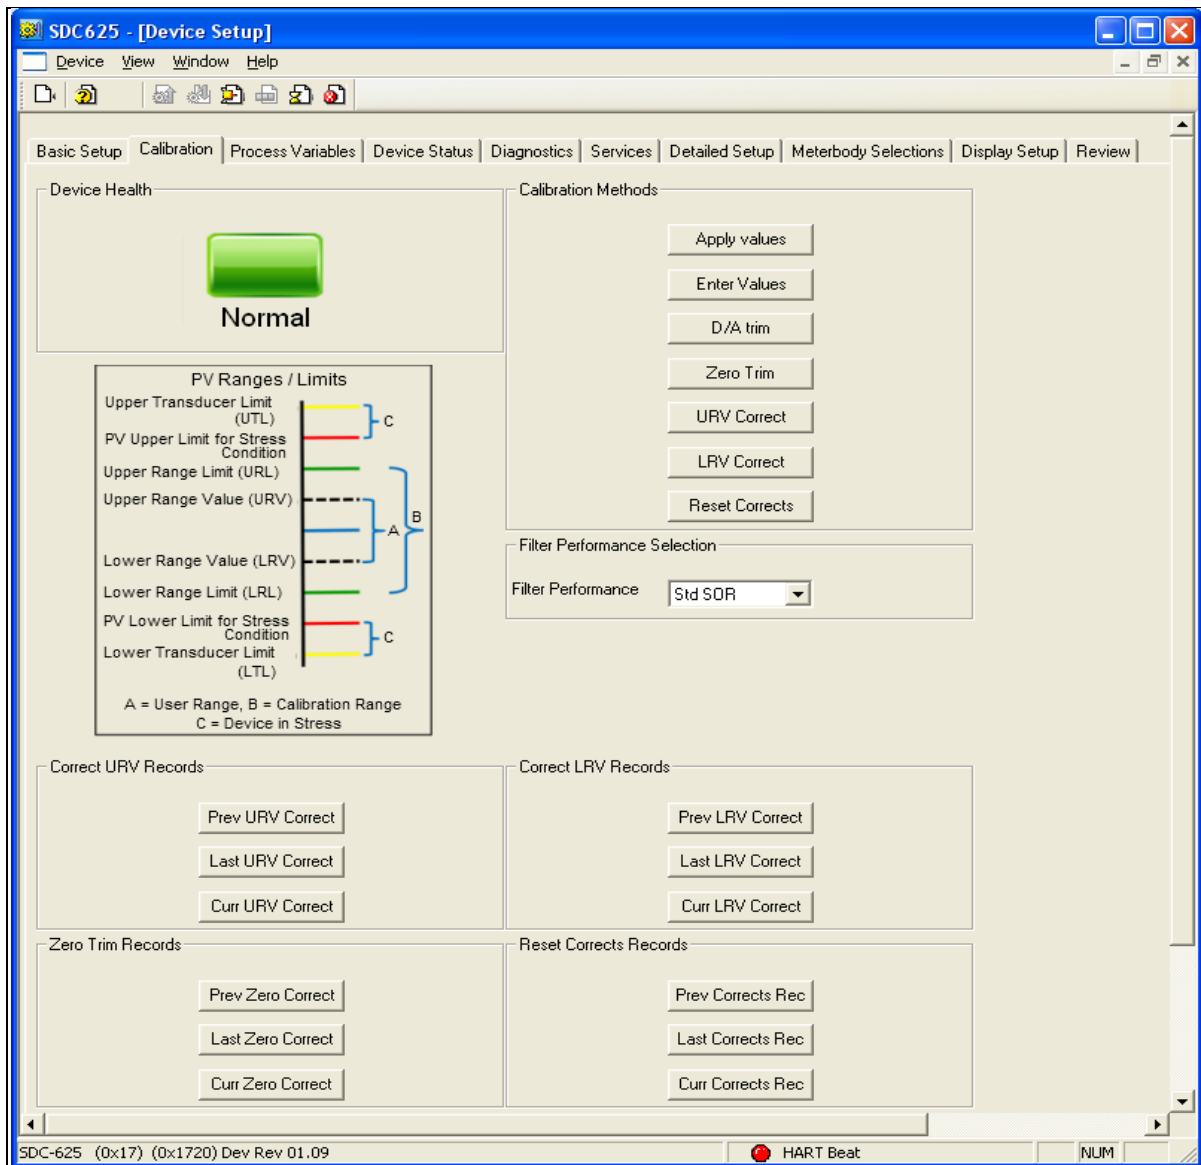 SDC625 - [Device Setup]
Device View Window Help
Basic Setup Calibration Process Variables Device Status Diagnostics Services Detailed Setup Meterbody Selections Display Setup Review
Device Health
Normal
PV Ranges / Limits
Upper Transducer Limit
(UTL)
C
PV Upper Limit for Stress
Condition
Upper Range Limit (URL)
Upper Range Value (URV)
B
A
Lower Range Value (LRV)
Lower Range Limit (LRL)
PV Lower Limit for Stress
Condition
C
Lower Transducer Limit
(LTL)
A = User Range, B = Calibration Range
C = Device in Stress
Calibration Methods
Apply values
Enter Values
D/A trim
Zero Trim
URV Correct
LRV Correct
Reset Corrects
Filter Performance Selection
Filter Performance Std SOR
Correct URV Records
Prev URV Correct
Last URV Correct
Curr URV Correct
Correct LRV Records
Prev LRV Correct
Last LRV Correct
Curr LRV Correct
Zero Trim Records
Prev Zero Correct
Last Zero Correct
Curr Zero Correct
Reset Corrects Records
Prev Corrects Rec
Last Corrects Rec
Curr Corrects Rec
SDC-625 (0x17) (0x1720) Dev Rev 01.09 HART Beat NUM